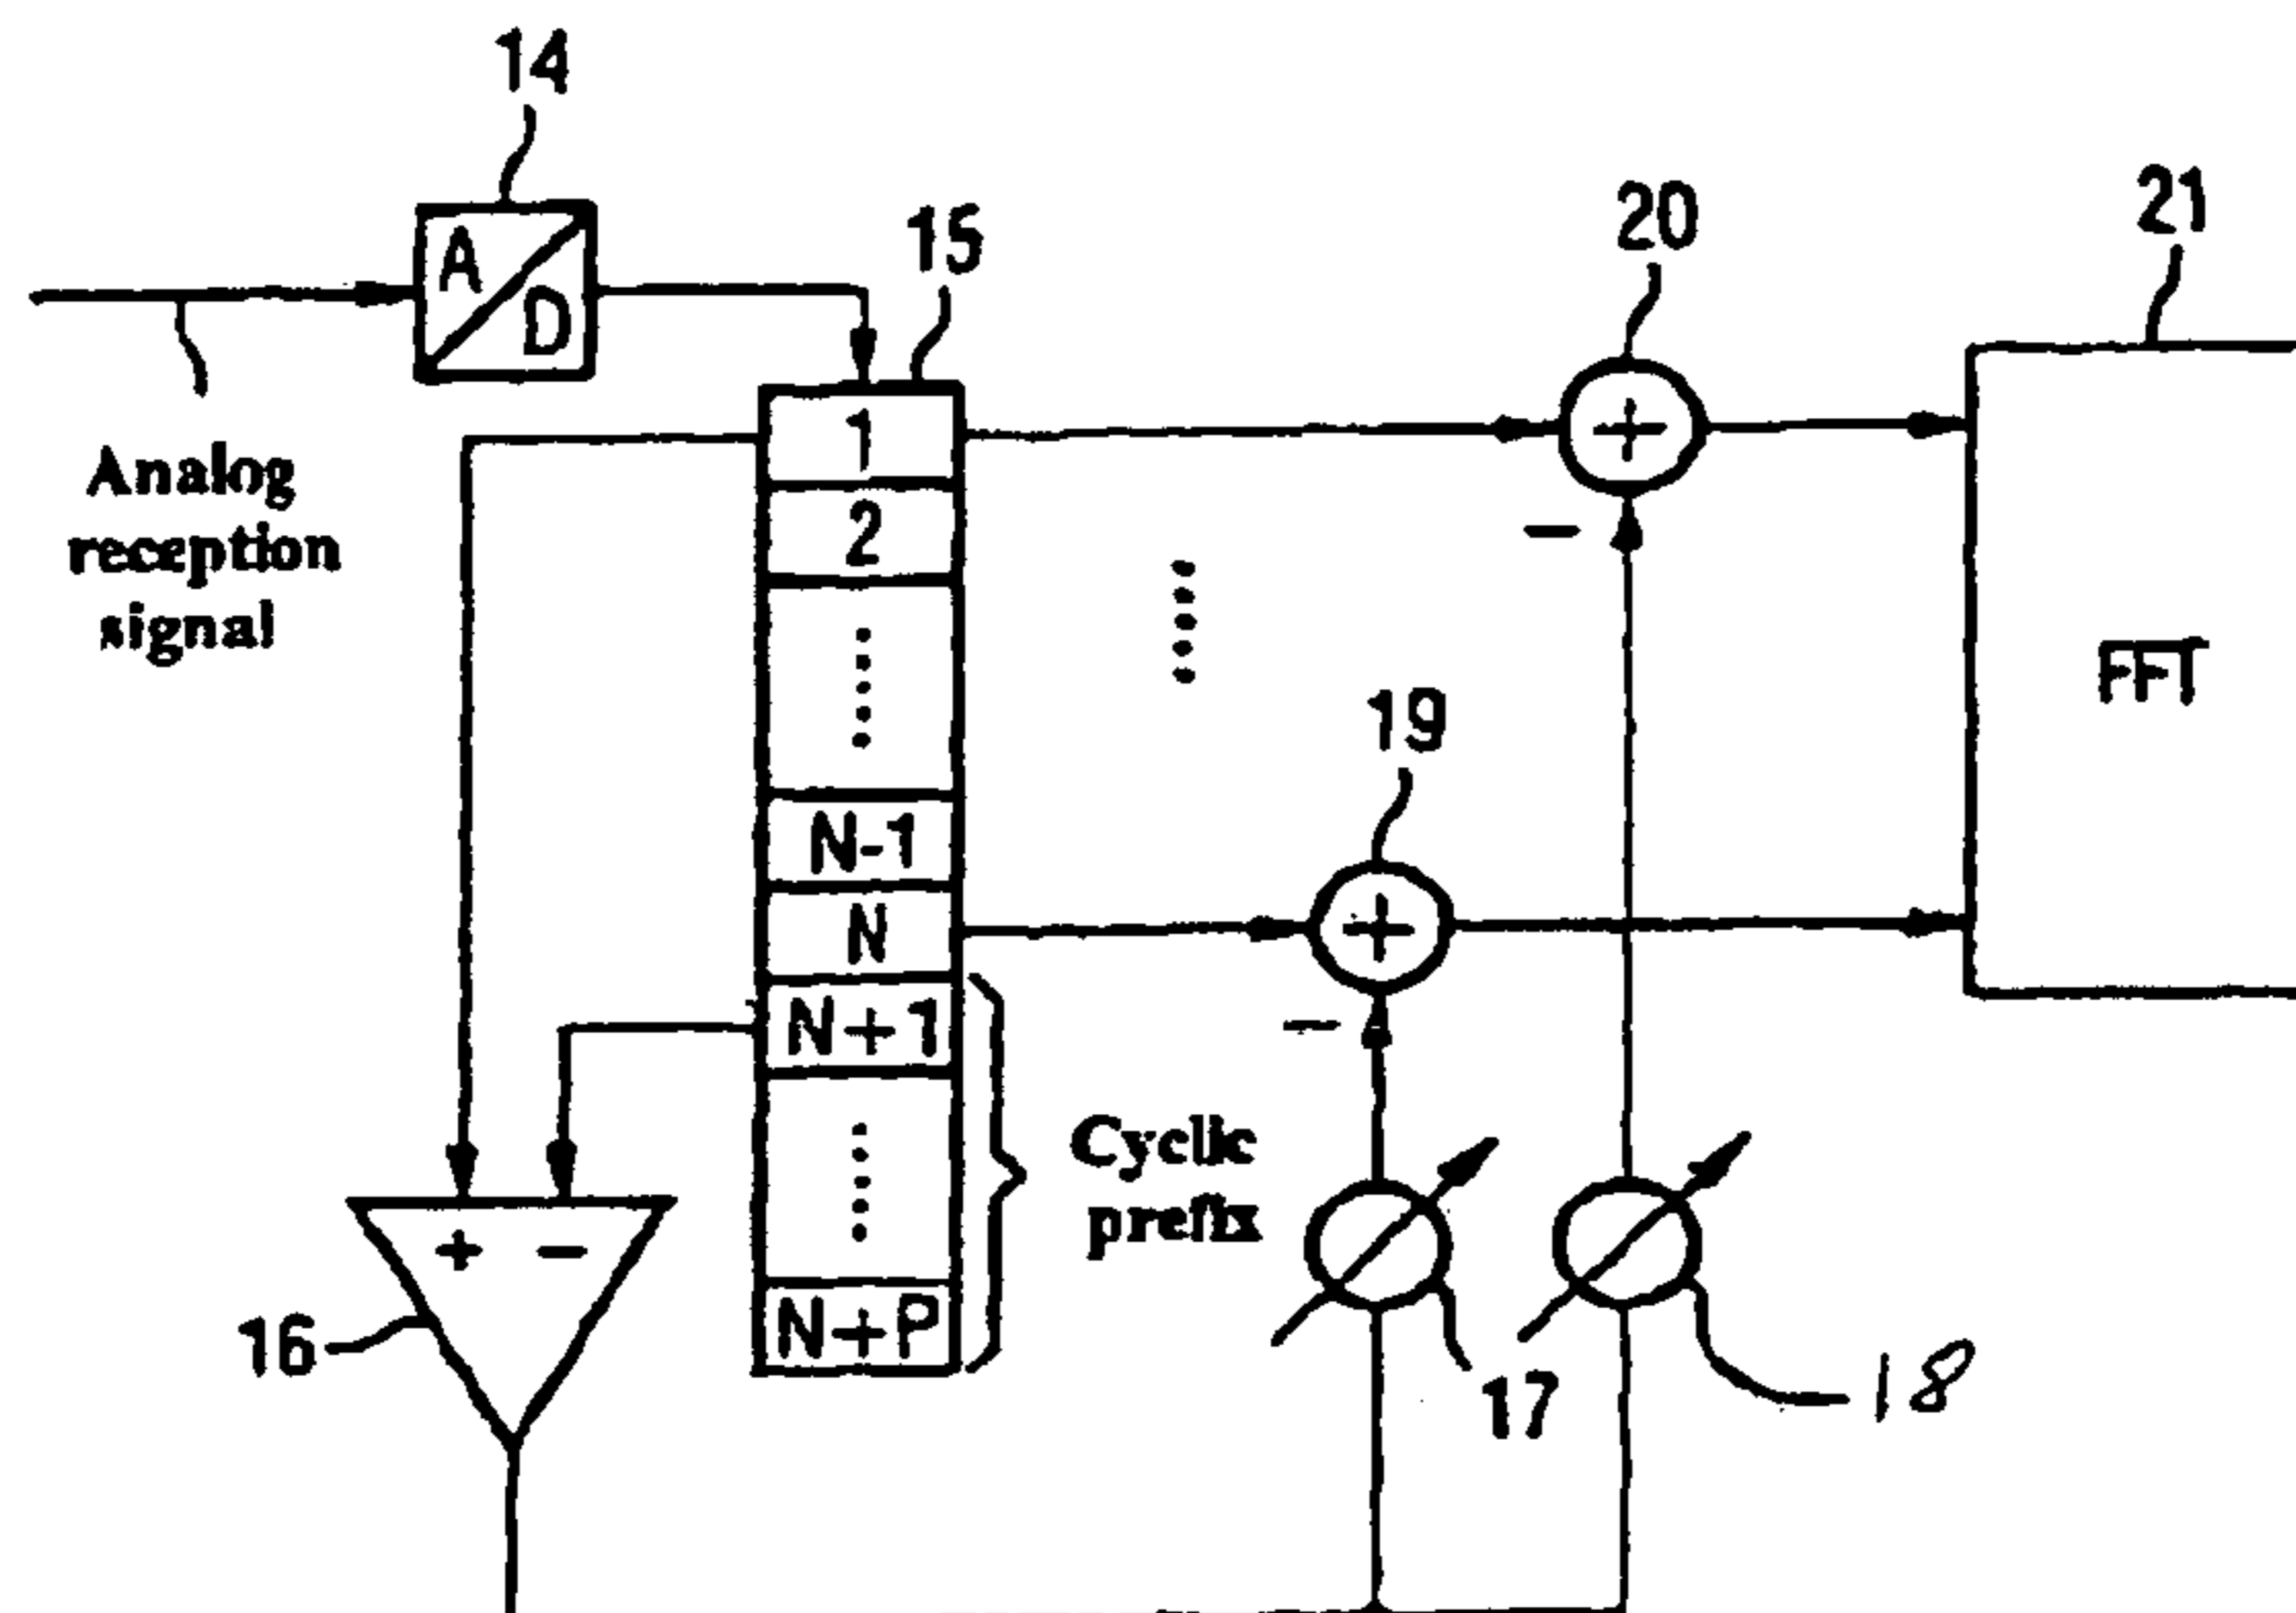 14
A
D
15
20
21
Analog
reception
signal
1
2
FFT
19
N-1
N
N+1
Cyclic
prefix
+ −
N+P
16
17
18
+
−
+
−